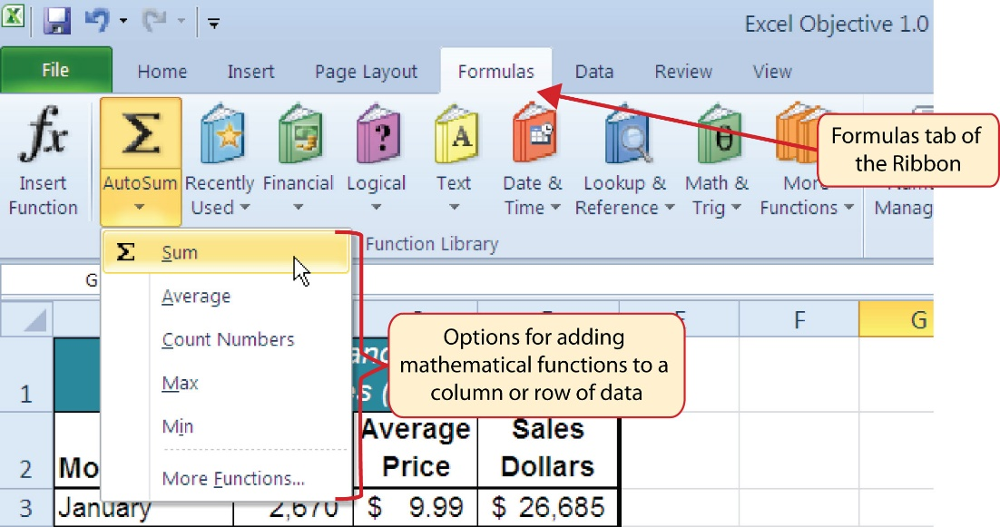 Excel Objective 1.0
File Home Insert Page Layout Formulas Data Review View
fx Σ ? A θ
Insert Function
AutoSum
Recently Used
Financial
Logical
Text
Date & Time
Lookup & Reference
Math & Trig
More Functions
Manag
Formulas tab of
the Ribbon
Function Library
Σ Sum
Average
Count Numbers
Max
Min
More Functions...
Options for adding
mathematical functions to a
column or row of data
G
F G
1
2 Mo
Average Price
Sales Dollars
3 January 2,670 $ 9.99 $ 26,685